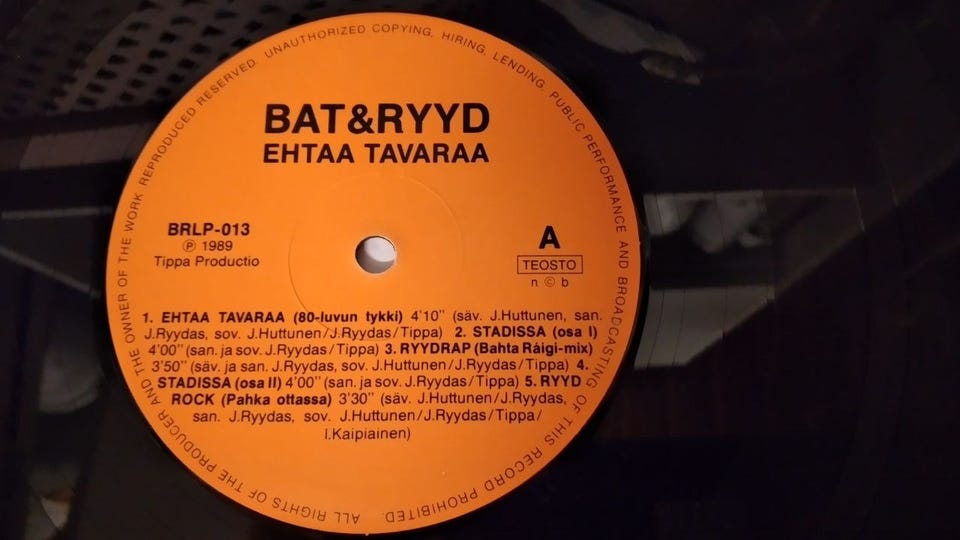 BAT&RYYD
EHTAA TAVARAA
BRLP-013
℗ 1989
Tippa Productio
A
TEOSTO
n © b
1. EHTAA TAVARAA (80-luvun tykki) 4'10" (säv. J.Huttunen, san.
J.Ryydas, sov. J.Huttunen/J.Ryydas/Tippa) 2. STADISSA (osa I)
4'00" (san. ja sov. J.Ryydas/Tippa) 3. RYYDRAP (Bahta Ráigi-mix)
3'50" (säv. ja san. J.Ryydas, sov. J.Huttunen/J.Ryydas/Tippa) 4.
STADISSA (osa II) 4'00" (san. ja sov. J.Ryydas/Tippa) 5. RYYD
ROCK (Pahka ottassa) 3'30" (säv. J.Huttunen/J.Ryydas,
san. J.Ryydas, sov. J.Huttunen/J.Ryydas/Tippa/
I.Kaipiainen)
ALL RIGHTS OF THE PRODUCER AND THE OWNER OF THE WORK REPRODUCED RESERVED. UNAUTHORIZED COPYING, HIRING, LENDING, PUBLIC PERFORMANCE AND BROADCASTING OF THIS RECORD PROHIBITED.